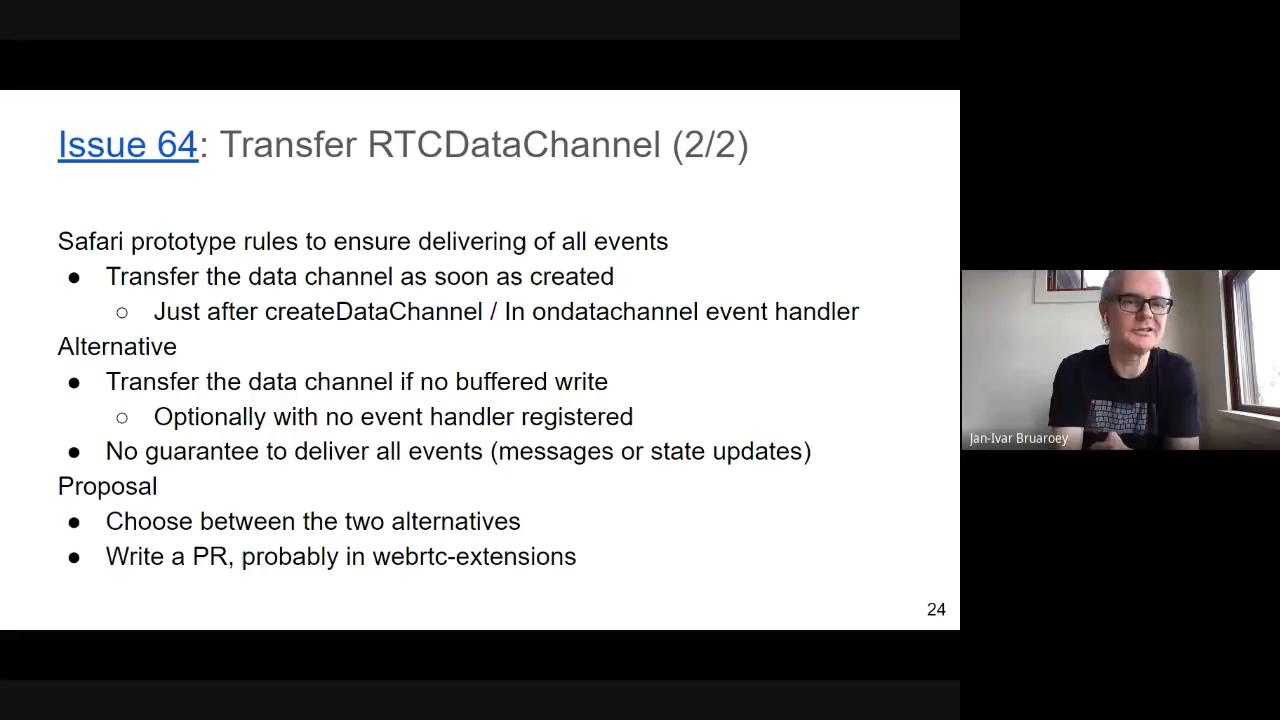 Issue 64: Transfer RTCDataChannel (2/2)
Safari prototype rules to ensure delivering of all events
● Transfer the data channel as soon as created
○ Just after createDataChannel / In ondatachannel event handler
Alternative
● Transfer the data channel if no buffered write
○ Optionally with no event handler registered
● No guarantee to deliver all events (messages or state updates)
Proposal
● Choose between the two alternatives
● Write a PR, probably in webrtc-extensions
24
Jan-Ivar Bruaroey